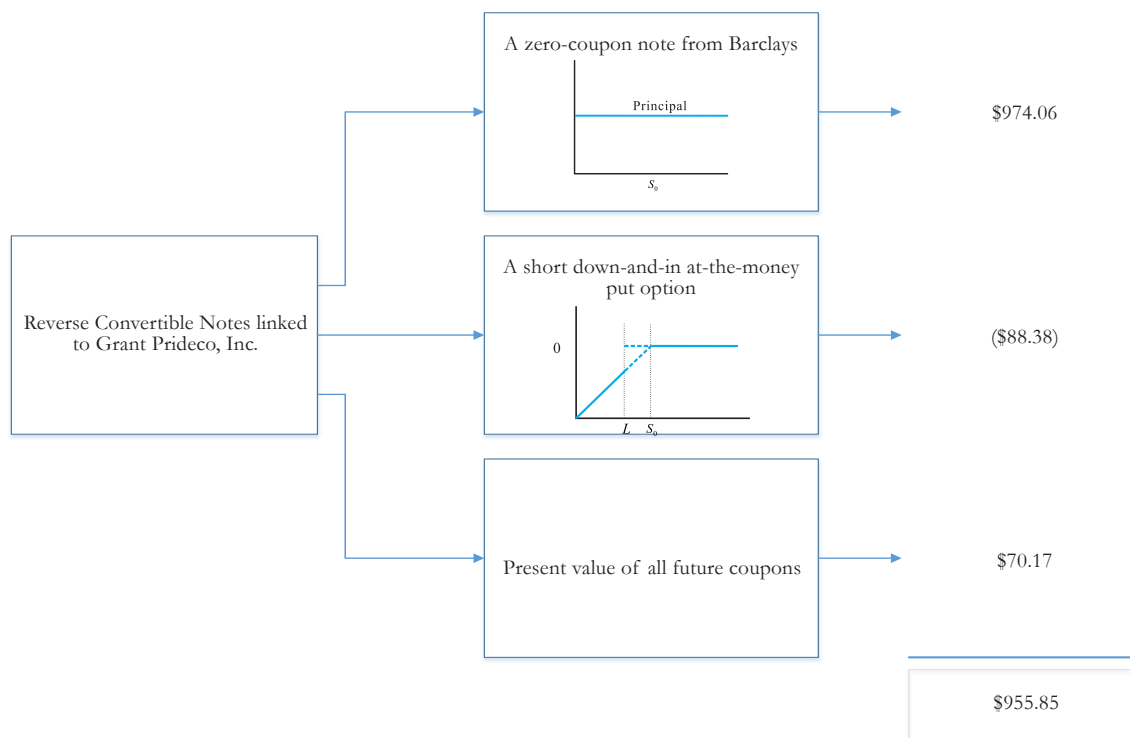 A zero-coupon note from Barclays
Principal
S₀
$974.06
Reverse Convertible Notes linked
to Grant Prideco, Inc.
A short down-and-in at-the-money
put option
0
L S₀
($88.38)
Present value of all future coupons
$70.17
$955.85